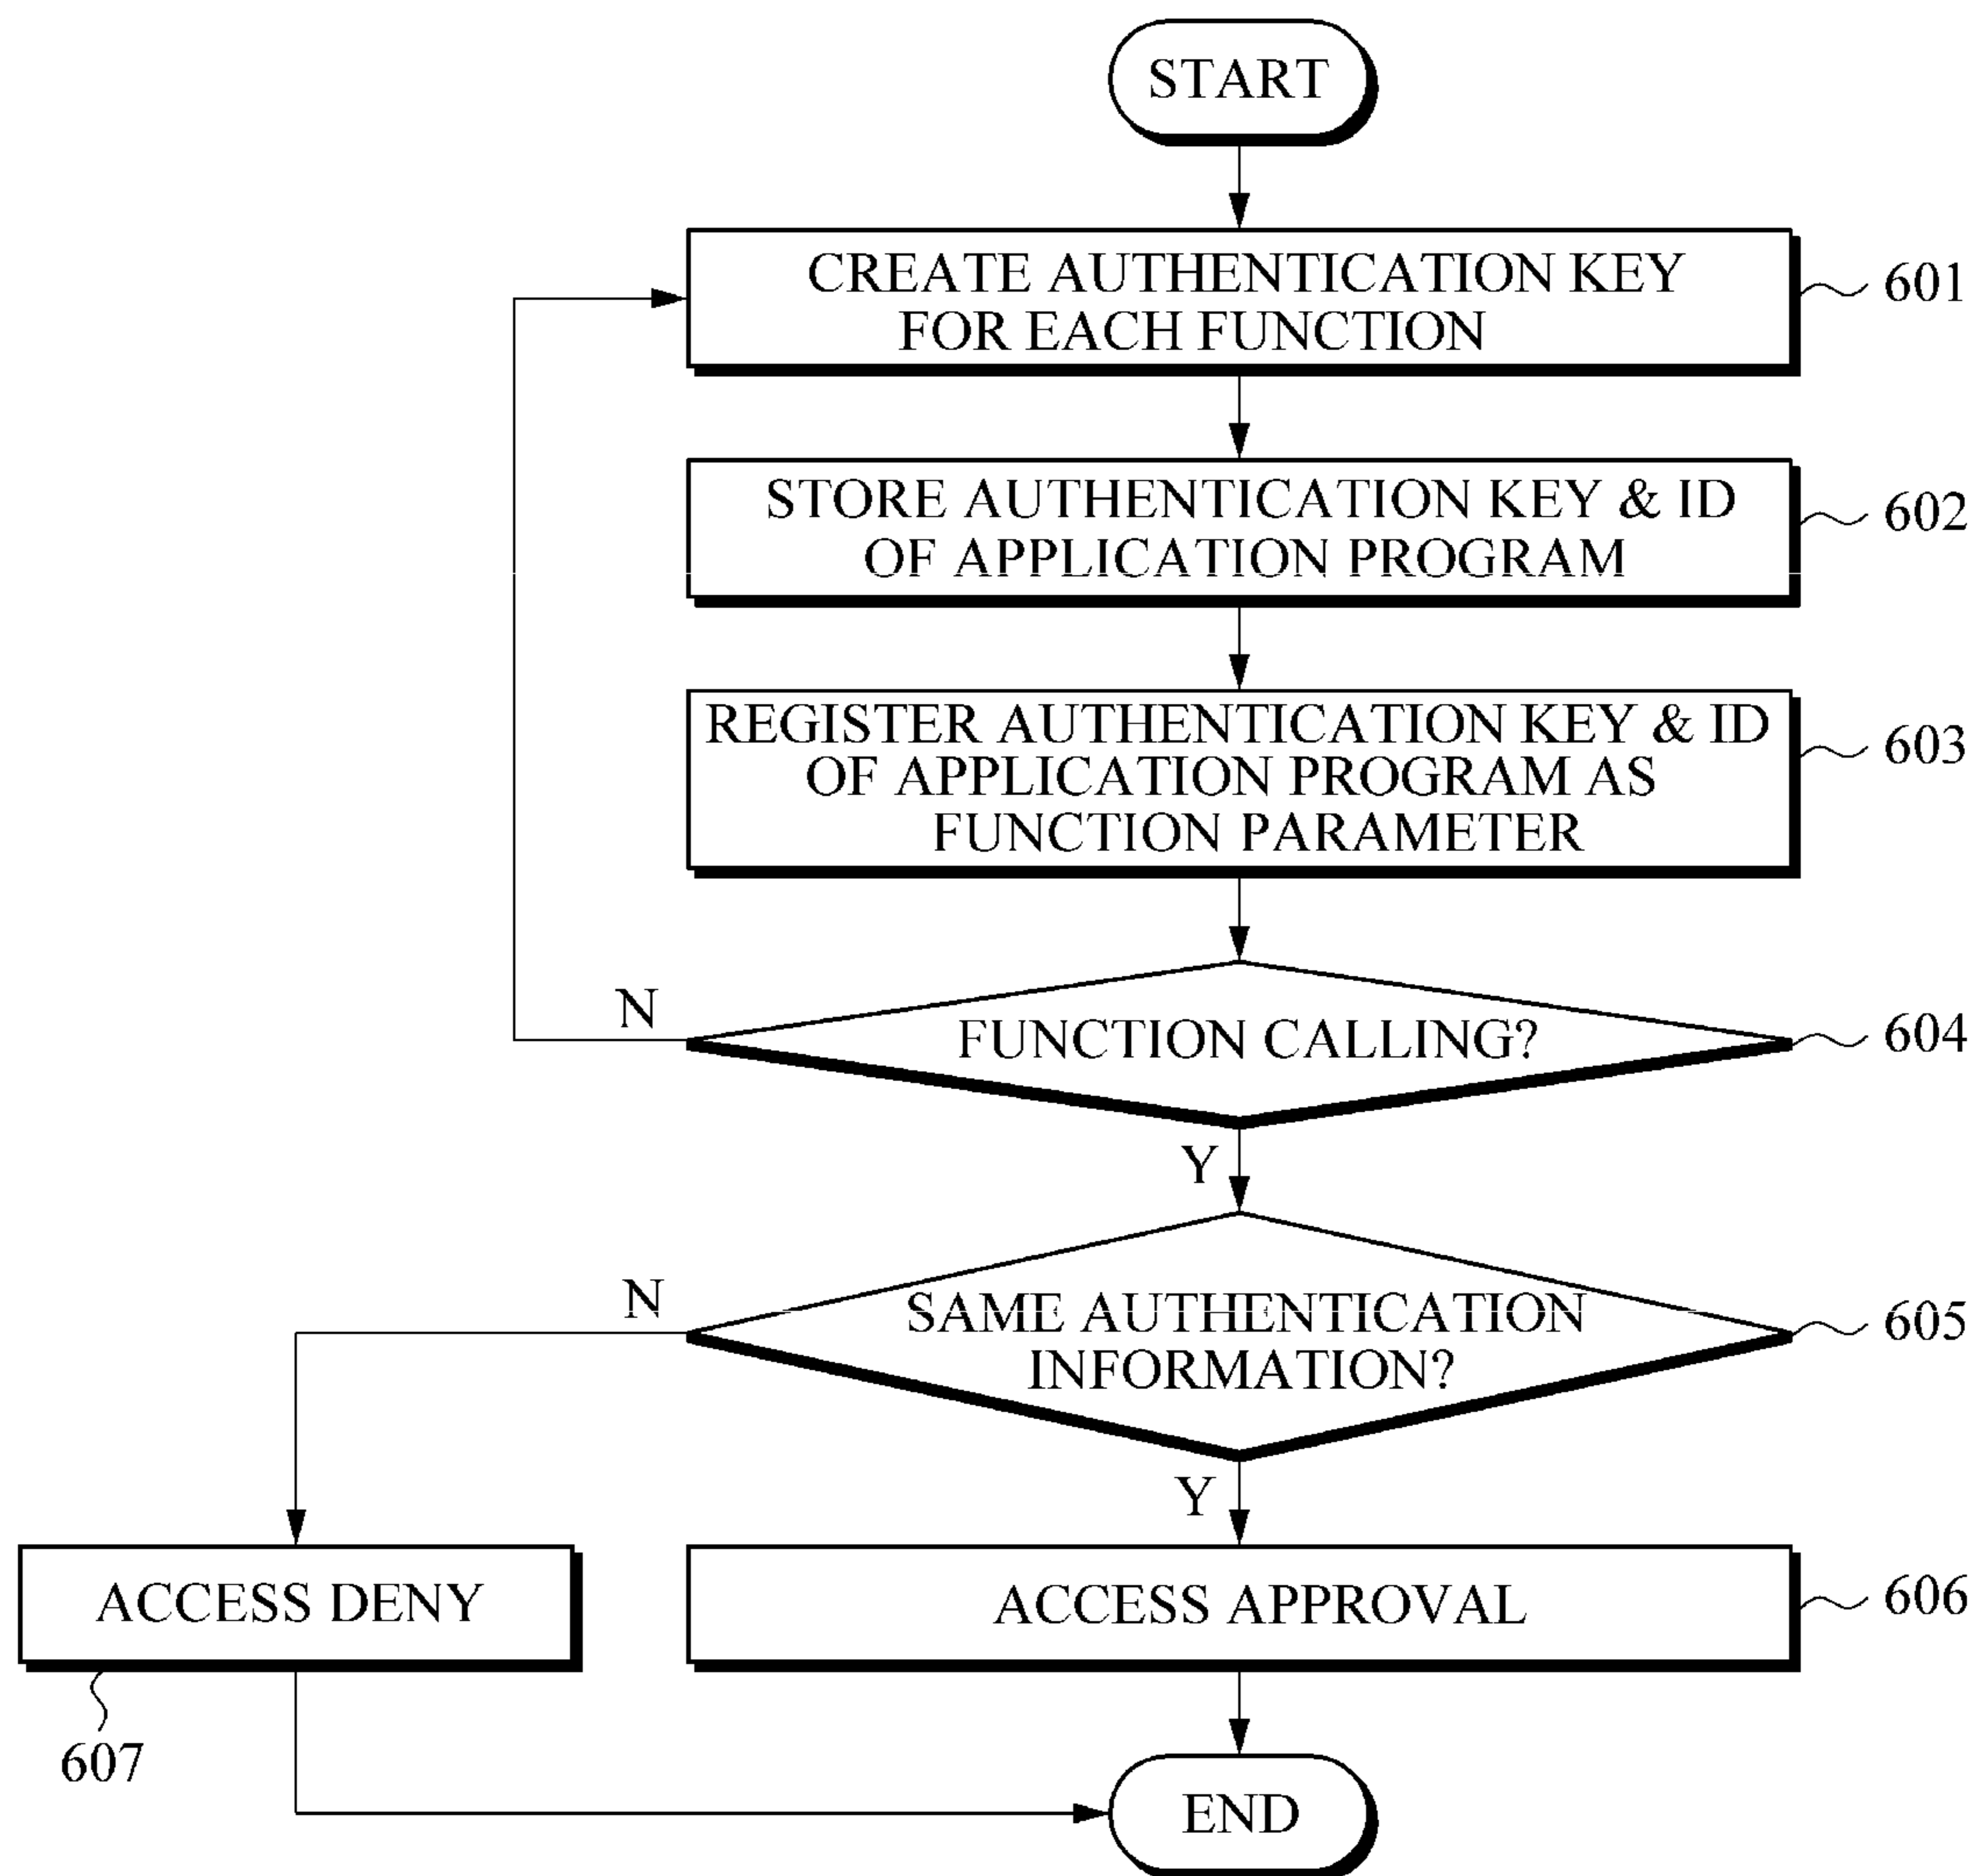 START
CREATE AUTHENTICATION KEY
FOR EACH FUNCTION
601
STORE AUTHENTICATION KEY & ID
OF APPLICATION PROGRAM
602
REGISTER AUTHENTICATION KEY & ID
OF APPLICATION PROGRAM AS
FUNCTION PARAMETER
603
N
FUNCTION CALLING?
604
Y
N
SAME AUTHENTICATION
INFORMATION?
605
Y
ACCESS DENY
ACCESS APPROVAL
606
607
END